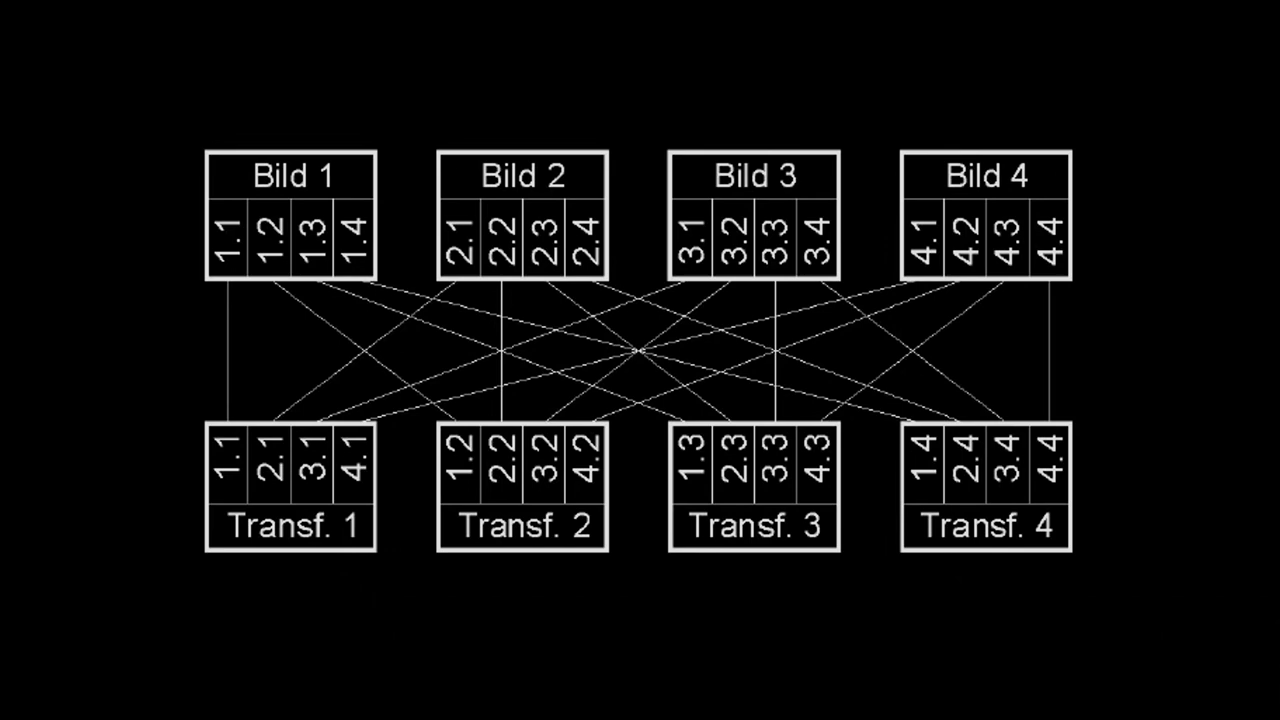 Bild 1 Bild 2 Bild 3 Bild 4
1.1 1.2 1.3 1.4 2.1 2.2 2.3 2.4 3.1 3.2 3.3 3.4 4.1 4.2 4.3 4.4
1.1 2.1 3.1 4.1 1.2 2.2 3.2 4.2 1.3 2.3 3.3 4.3 1.4 2.4 3.4 4.4
Transf. 1 Transf. 2 Transf. 3 Transf. 4